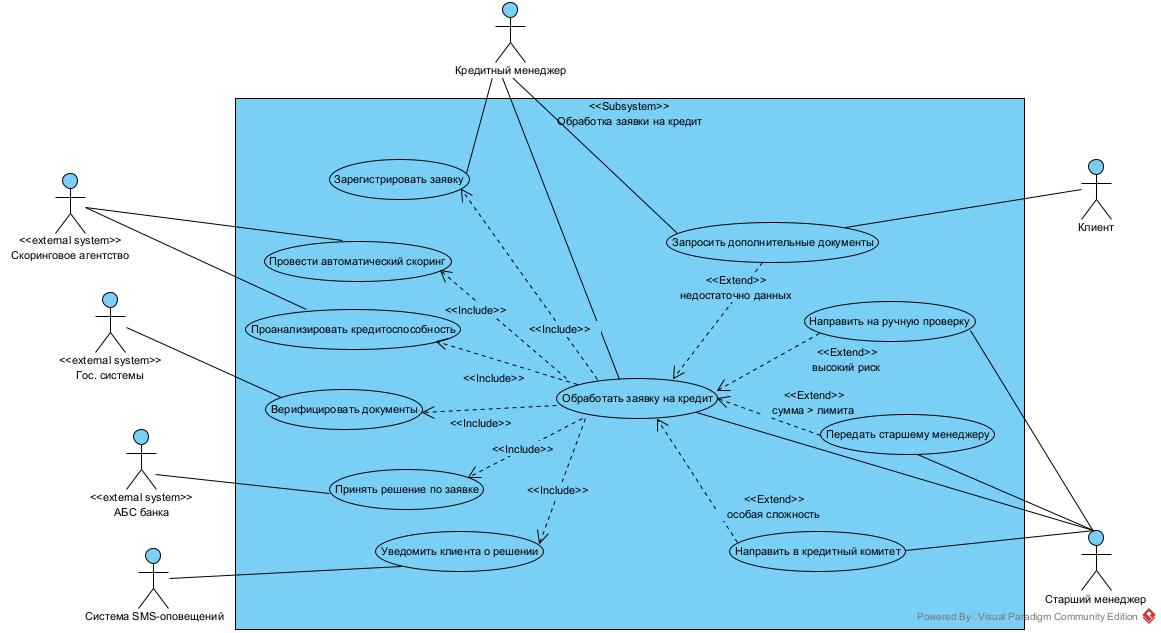 Кредитный менеджер
<<Subsystem>>
Обработка заявки на кредит
Зарегистрировать заявку
Клиент
<<external system>>
Скоринговое агентство
Запросить дополнительные документы
Провести автоматический скоринг
<<Extend>>
недостаточно данных
<<Include>>
Проанализировать кредитоспособность
<<Include>>
Направить на ручную проверку
<<external system>>
Гос. системы
<<Extend>>
высокий риск
<<Include>>
Обработать заявку на кредит
<<Extend>>
сумма > лимита
Верифицировать документы
<<Include>>
Передать старшему менеджеру
<<Include>>
<<external system>>
АБС банка
Принять решение по заявке
<<Include>>
<<Extend>>
особая сложность
Уведомить клиента о решении
Направить в кредитный комитет
Старший менеджер
Система SMS-оповещений
Powered By Visual Paradigm Community Edition